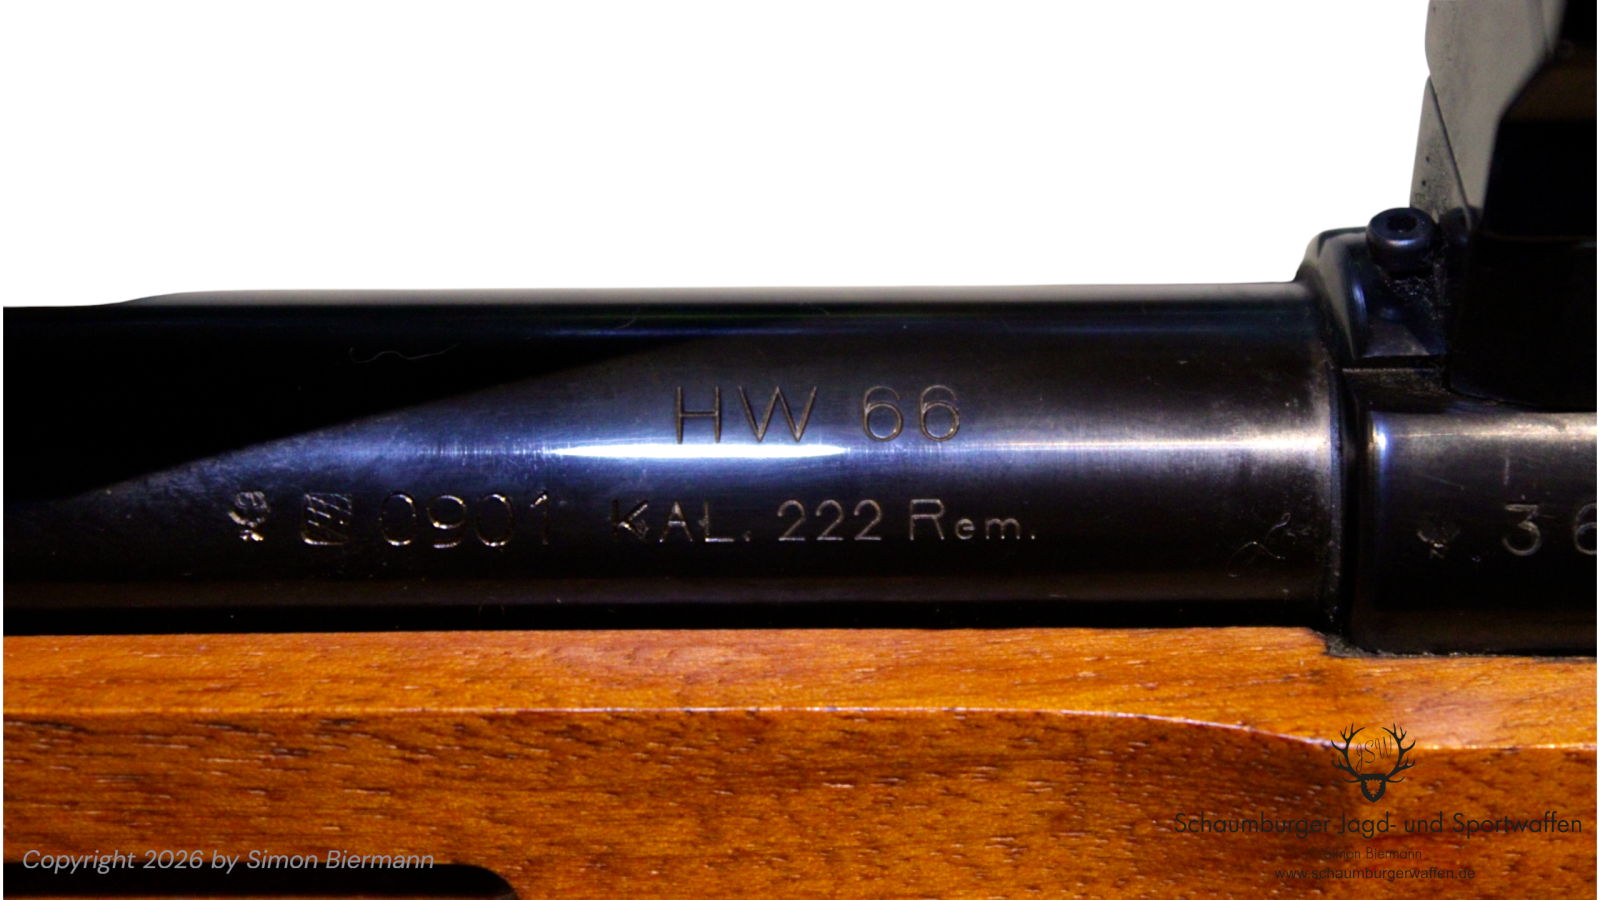 HW 66
0901 KAL. 222 Rem.
36
JSW
Schaumburger Jagd- und Sportwaffen
Simon Biermann
www.schaumburgerwaffen.de
Copyright 2026 by Simon Biermann